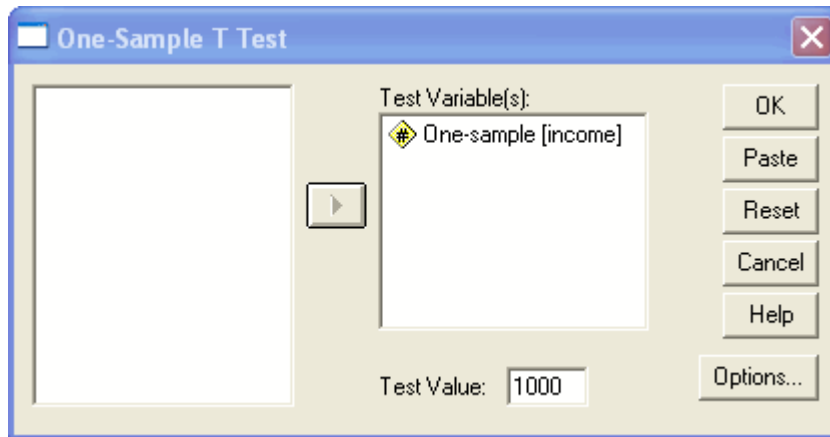 One-Sample T Test
Test Variable(s):
# One-sample [income]
OK
Paste
Reset
Cancel
Help
Test Value: 1000
Options...